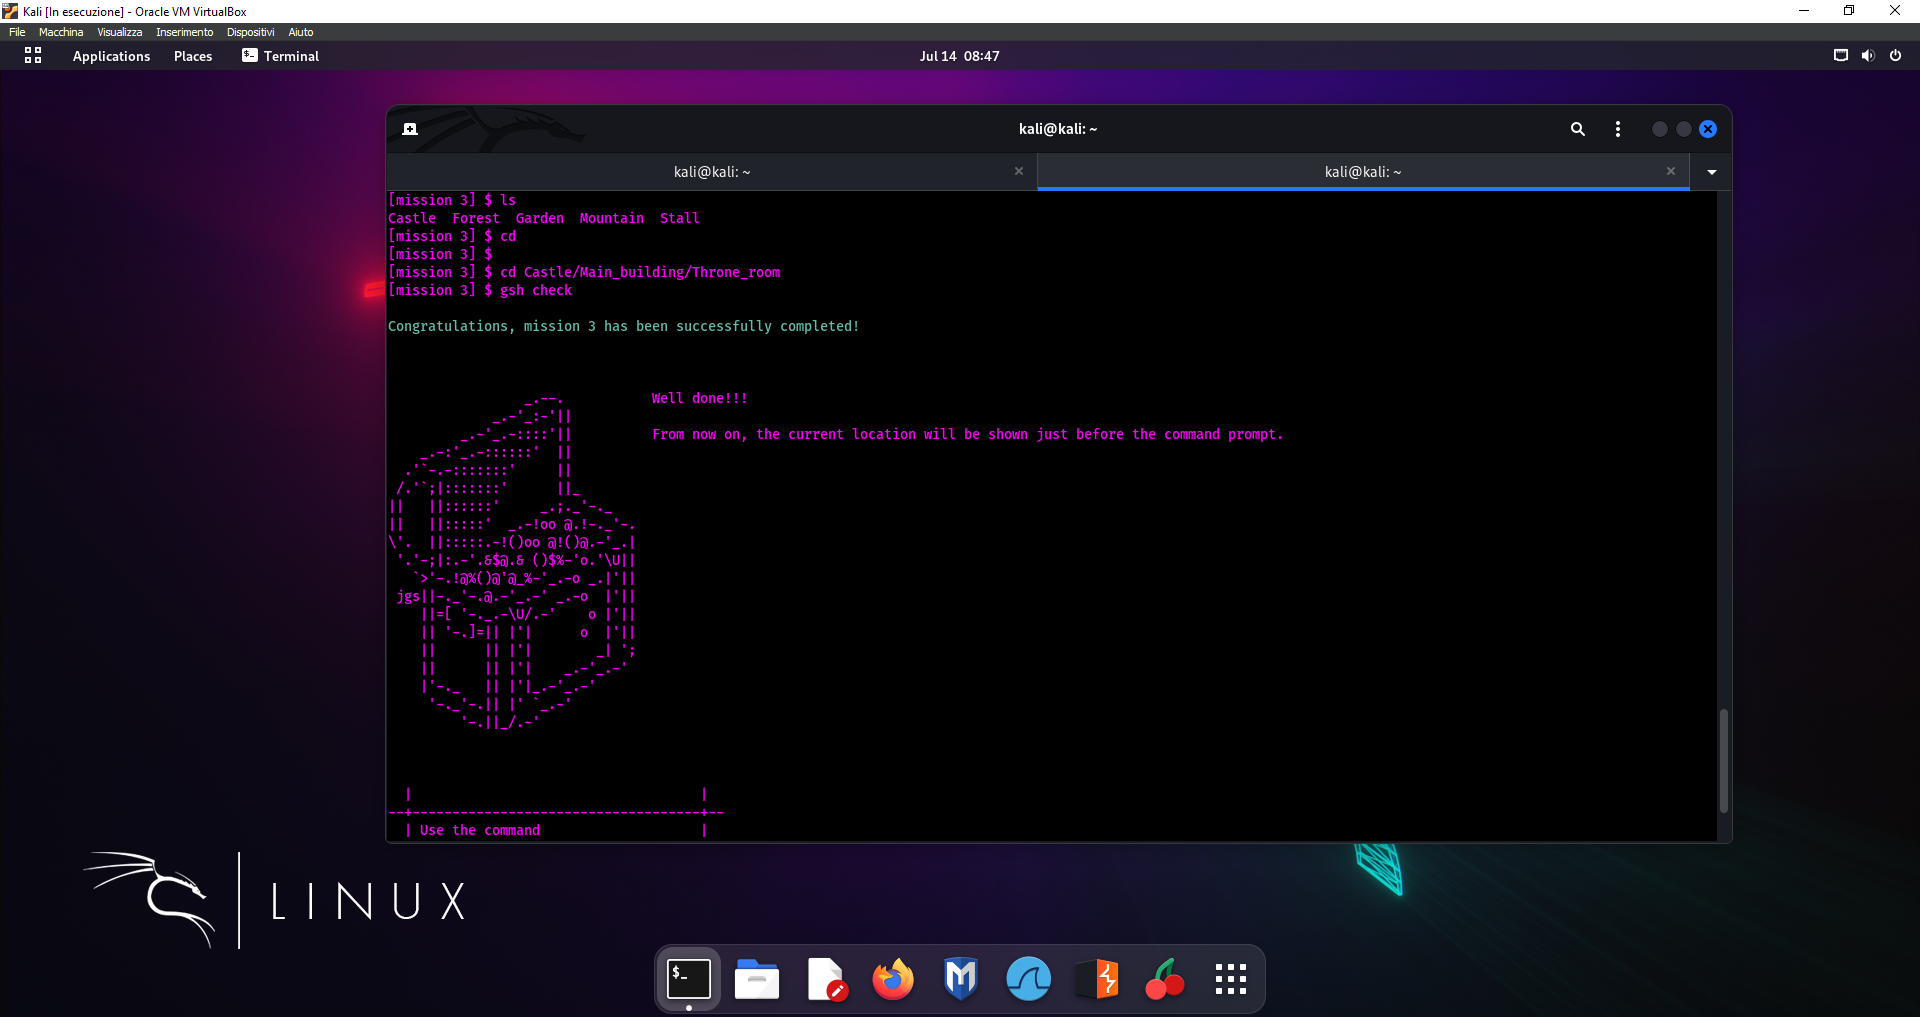 Kali [In esecuzione] - Oracle VM VirtualBox
File Macchina Visualizza Inserimento Dispositivi Aiuto
Applications Places Terminal Jul 14 08:47
kali@kali: ~
kali@kali: ~ kali@kali: ~
[mission 3] $ ls
Castle  Forest  Garden  Mountain  Stall
[mission 3] $ cd
[mission 3] $
[mission 3] $ cd Castle/Main_building/Throne_room
[mission 3] $ gsh check
Congratulations, mission 3 has been successfully completed!
Well done!!!
From now on, the current location will be shown just before the command prompt.
jgs
Use the command
LINUX